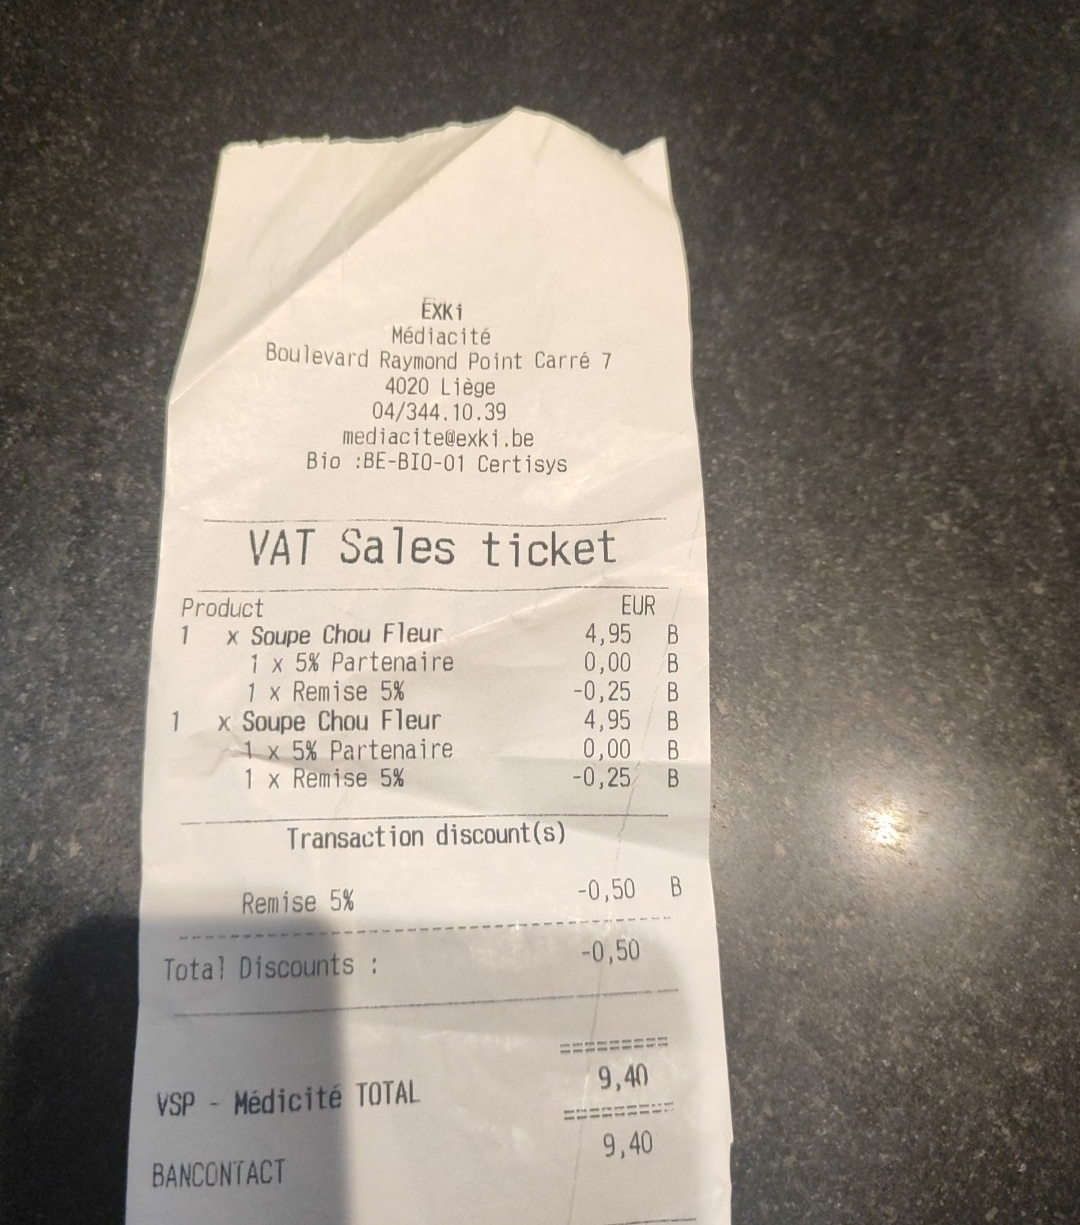 EXKi
Médiacité
Boulevard Raymond Point Carré 7
4020 Liège
04/344.10.39
mediacite@exki.be
Bio :BE-BIO-01 Certisys
VAT Sales ticket
Product EUR
1 x Soupe Chou Fleur 4,95 B
1 x 5% Partenaire 0,00 B
1 x Remise 5% -0,25 B
1 x Soupe Chou Fleur 4,95 B
1 x 5% Partenaire 0,00 B
1 x Remise 5% -0,25 B
Transaction discount(s)
Remise 5% -0,50 B
Total Discounts : -0,50
=========
VSP - Médicité TOTAL 9,40
=========
BANCONTACT 9,40